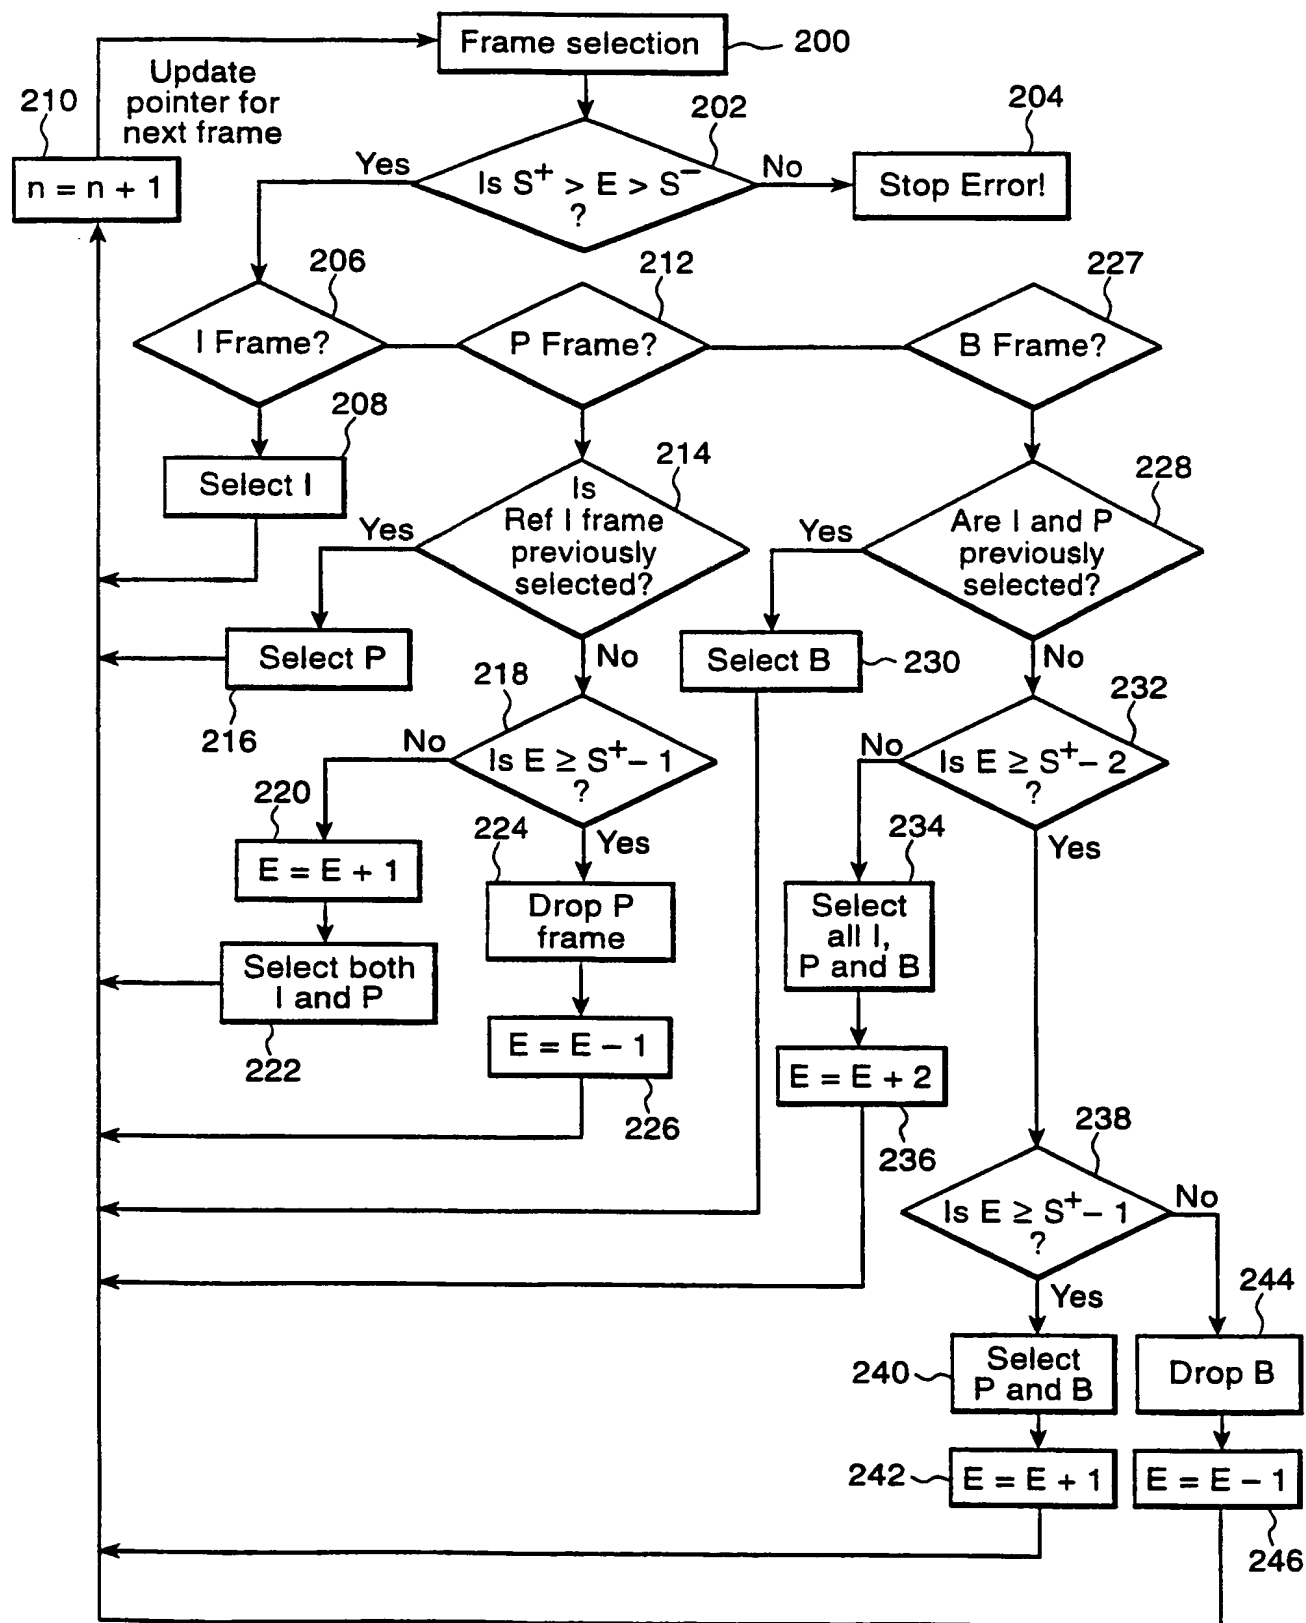 Frame selection
200
Update
pointer for
next frame
210
n = n + 1
202
204
Yes
Is S⁺ > E > S⁻
?
No
Stop Error!
206
212
227
I Frame?
P Frame?
B Frame?
208
Select I
214
Is
Ref I frame
previously
selected?
Yes
228
Are I and P
previously
selected?
Yes
Select P
216
No
Select B
230
No
218
Is E ≥ S⁺ – 1
?
No
232
Is E ≥ S⁺ – 2
?
No
220
E = E + 1
224
Yes
Drop P
frame
234
Yes
Select
all I,
P and B
Select both
I and P
222
E = E – 1
226
E = E + 2
236
238
Is E ≥ S⁺ – 1
?
No
Yes
244
240
Select
P and B
Drop B
242
E = E + 1
E = E – 1
246